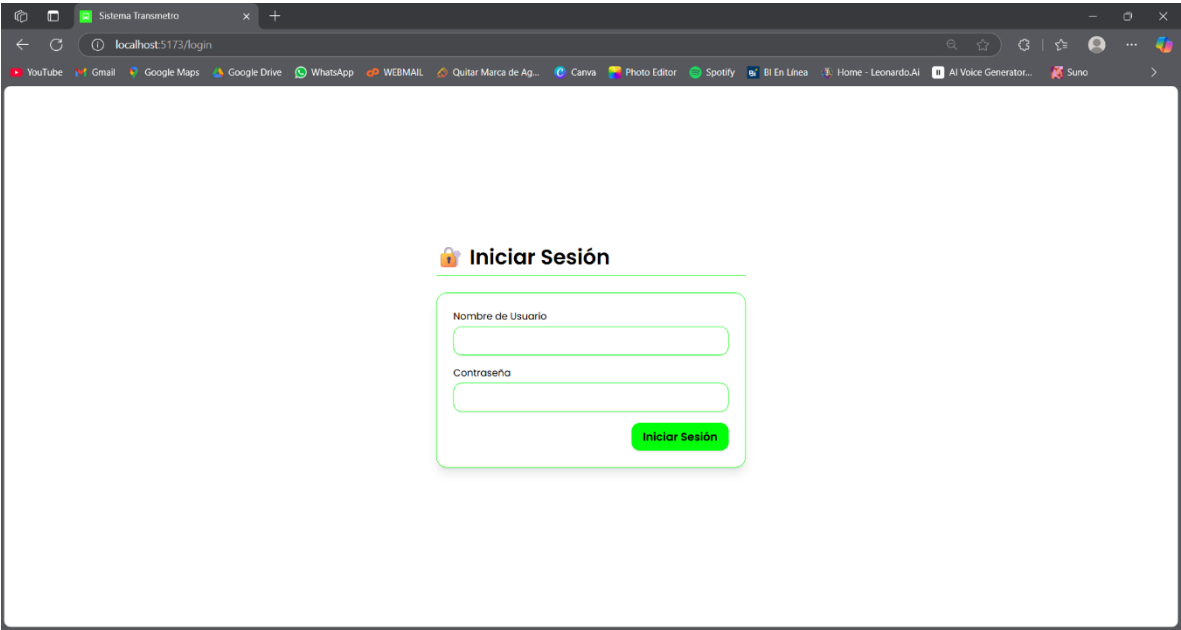 Sistema Transmetro
localhost:5173/login
YouTube Gmail Google Maps Google Drive WhatsApp WEBMAIL Quitar Marca de Ag... Canva Photo Editor Spotify BI En Línea Home - Leonardo.Ai AI Voice Generator... Suno
Iniciar Sesión
Nombre de Usuario
Contraseña
Iniciar Sesión